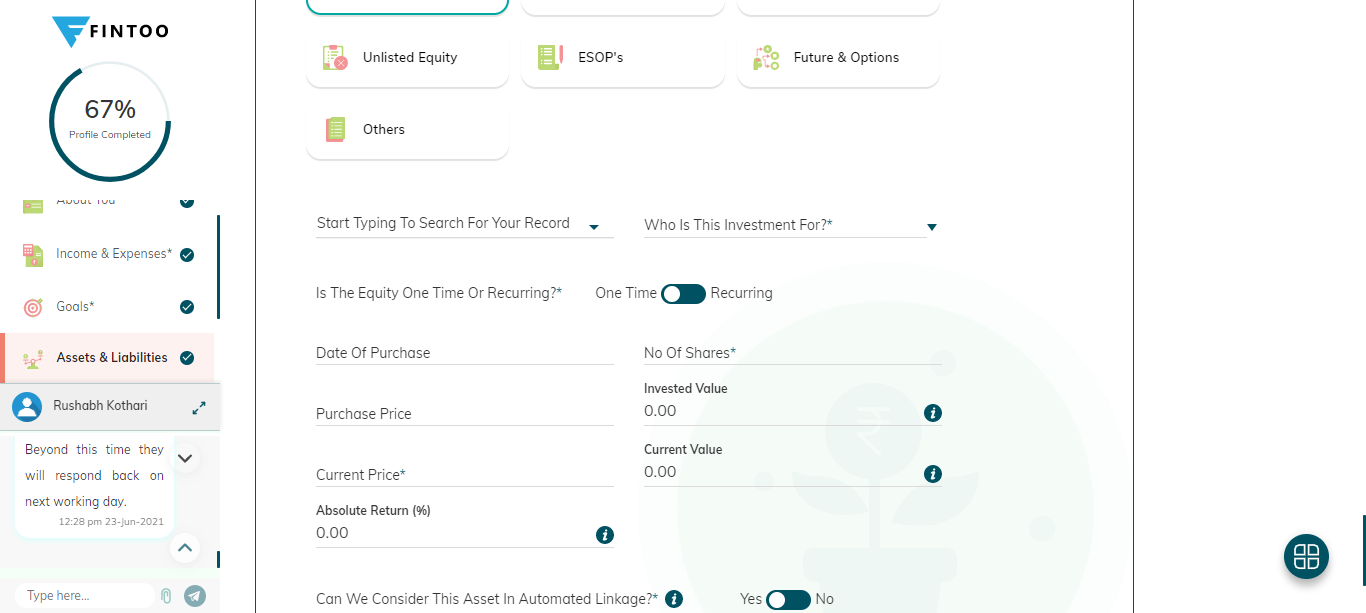 FINTOO
67%
Profile Completed
About You
Income & Expenses*
Goals*
Assets & Liabilities
Rushabh Kothari
Beyond this time they
will respond back on
next working day.
12:28 pm 23-Jun-2021
Type here...
Unlisted Equity
ESOP's
Future & Options
Others
Start Typing To Search For Your Record
Who Is This Investment For?*
Is The Equity One Time Or Recurring?*
One Time
Recurring
Date Of Purchase
No Of Shares*
Invested Value
Purchase Price
0.00
Current Value
Current Price*
0.00
Absolute Return (%)
0.00
Can We Consider This Asset In Automated Linkage?*
Yes
No